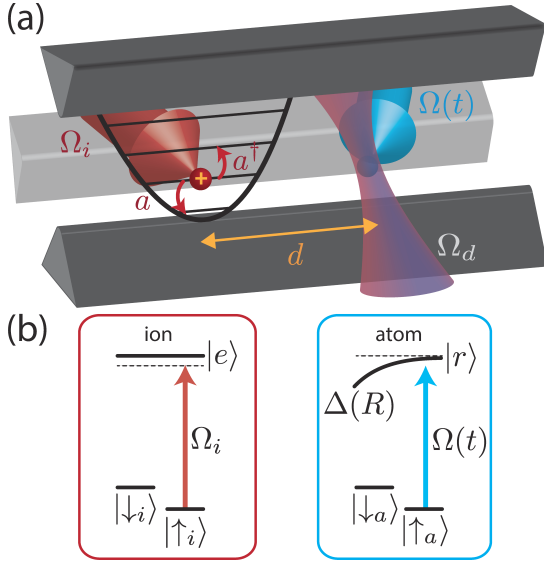 (a)
Ω(t)
Ω_i
a†
+
a
d
Ω_d
(b)
ion
atom
|e⟩
|r⟩
Δ(R)
Ω_i
Ω(t)
|↓_i⟩
|↓_a⟩
|↑_i⟩
|↑_a⟩